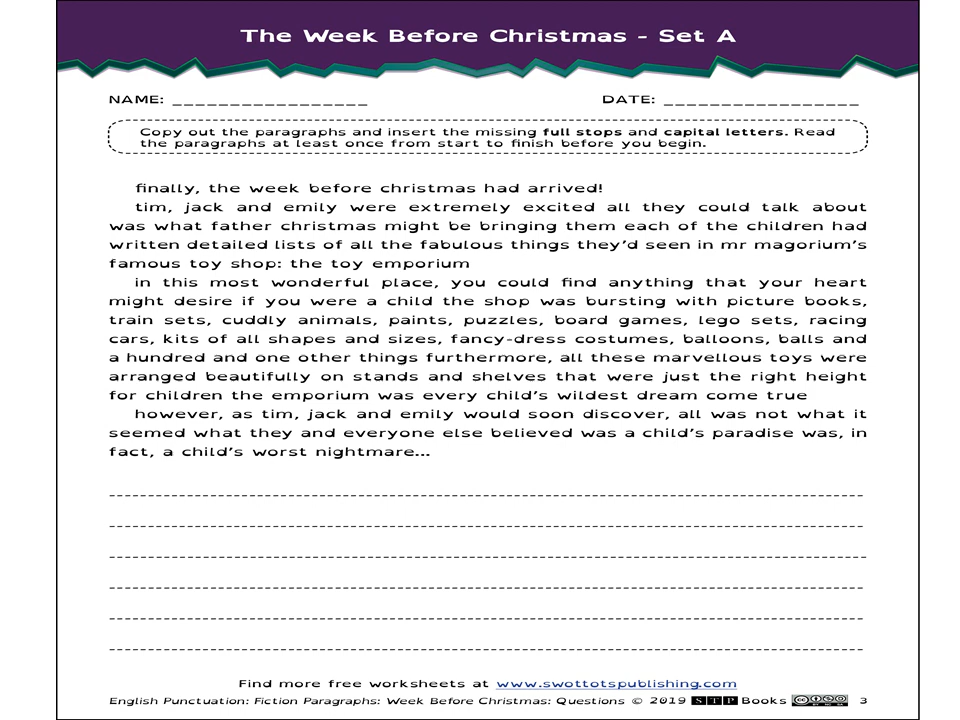 The Week Before Christmas - Set A
NAME: _________________ DATE: _________________
Copy out the paragraphs and insert the missing full stops and capital letters. Read
the paragraphs at least once from start to finish before you begin.
finally, the week before christmas had arrived!
tim, jack and emily were extremely excited all they could talk about
was what father christmas might be bringing them each of the children had
written detailed lists of all the fabulous things they'd seen in mr magorium's
famous toy shop: the toy emporium
in this most wonderful place, you could find anything that your heart
might desire if you were a child the shop was bursting with picture books,
train sets, cuddly animals, paints, puzzles, board games, lego sets, racing
cars, kits of all shapes and sizes, fancy-dress costumes, balloons, balls and
a hundred and one other things furthermore, all these marvellous toys were
arranged beautifully on stands and shelves that were just the right height
for children the emporium was every child's wildest dream come true
however, as tim, jack and emily would soon discover, all was not what it
seemed what they and everyone else believed was a child's paradise was, in
fact, a child's worst nightmare...
Find more free worksheets at www.swottotspublishing.com
English Punctuation: Fiction Paragraphs: Week Before Christmas: Questions © 2019 STP Books 3